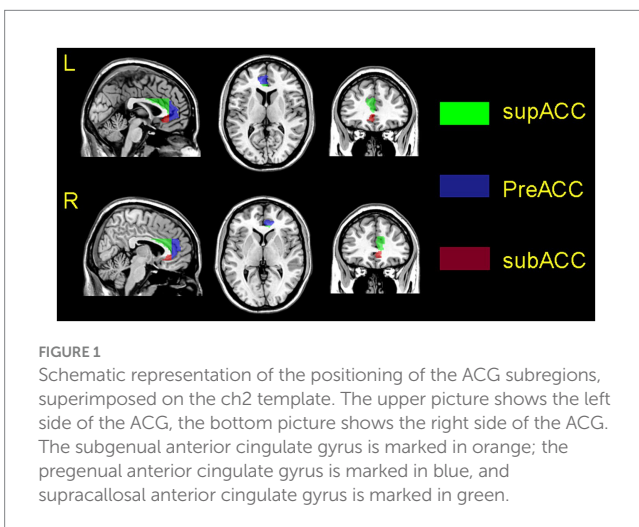 L
supACC
PreACC
R
subACC
FIGURE 1
Schematic representation of the positioning of the ACG subregions,
superimposed on the ch2 template. The upper picture shows the left
side of the ACG, the bottom picture shows the right side of the ACG.
The subgenual anterior cingulate gyrus is marked in orange; the
pregenual anterior cingulate gyrus is marked in blue, and
supracallosal anterior cingulate gyrus is marked in green.